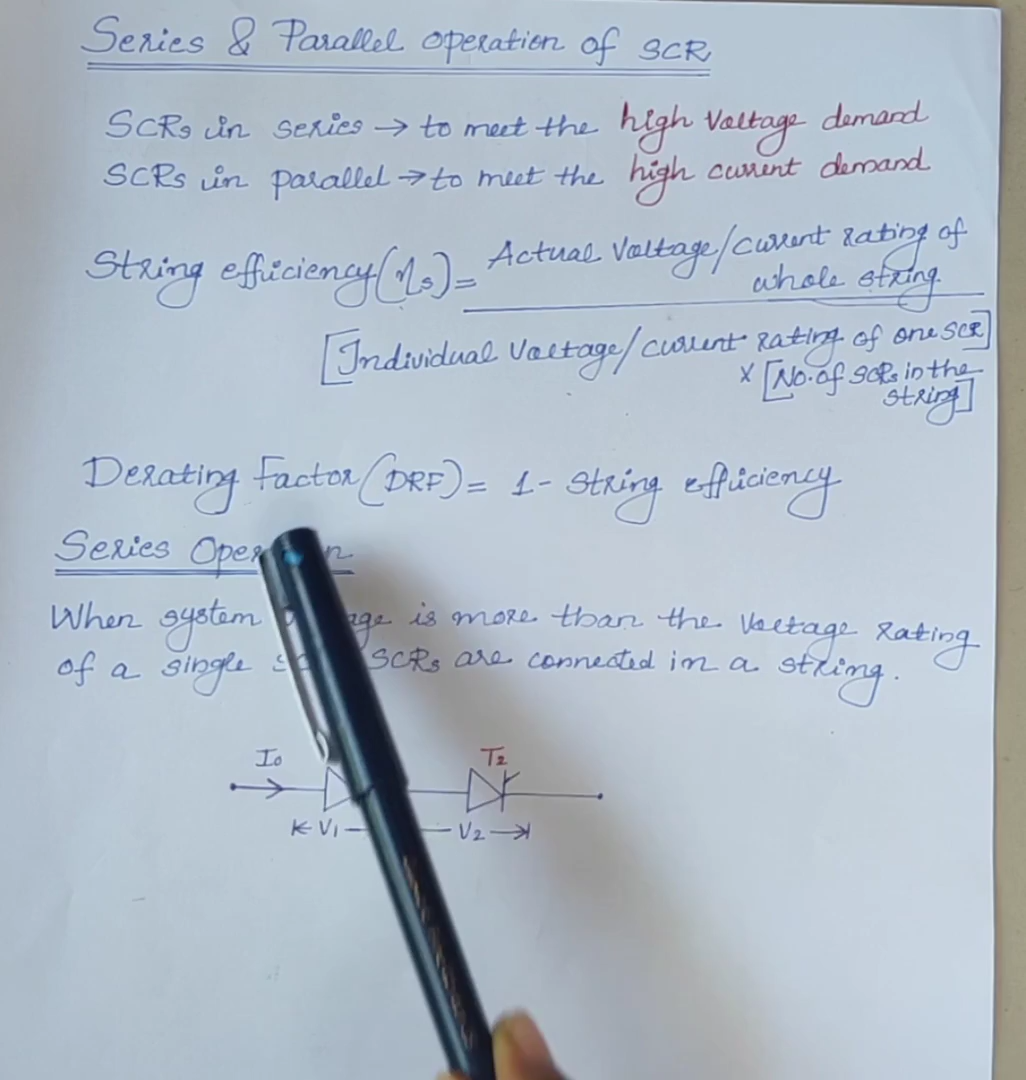 Series & Parallel operation of SCR
SCRs in series → to meet the high Voltage demand
SCRs in parallel → to meet the high current demand
String efficiency (ηs) = Actual Voltage/current rating of
whole string.
[Individual Voltage/current rating of one SCR]
x [No. of SCRs in the
string]
Derating Factor (DRF) = 1 - String efficiency
Series
When system is more than the Voltage rating
of a single SCRs are connected in a string.
Io T2
V1 V2